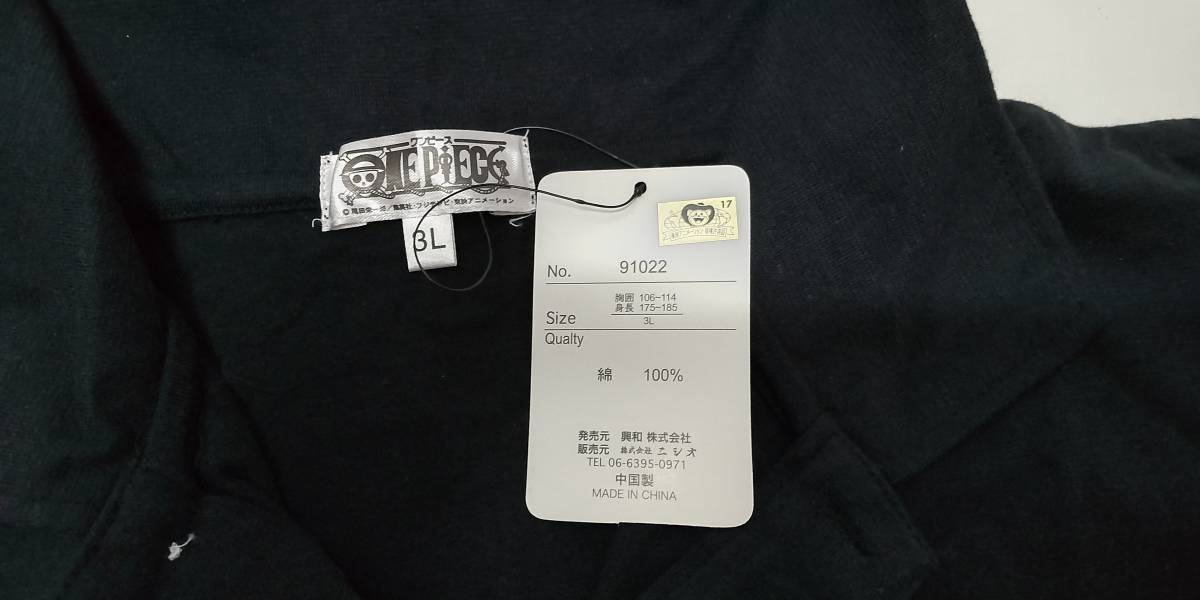 ワンピース
ONE PIECE
© 尾田栄一郎／集英社・フジテレビ・東映アニメーション
3L
17
No. 91022
胸囲 106-114
身長 175-185
Size 3L
Qualty
綿 100%
発売元 興和 株式会社
販売元 株式会社 ニシオ
TEL 06-6395-0971
中国製
MADE IN CHINA